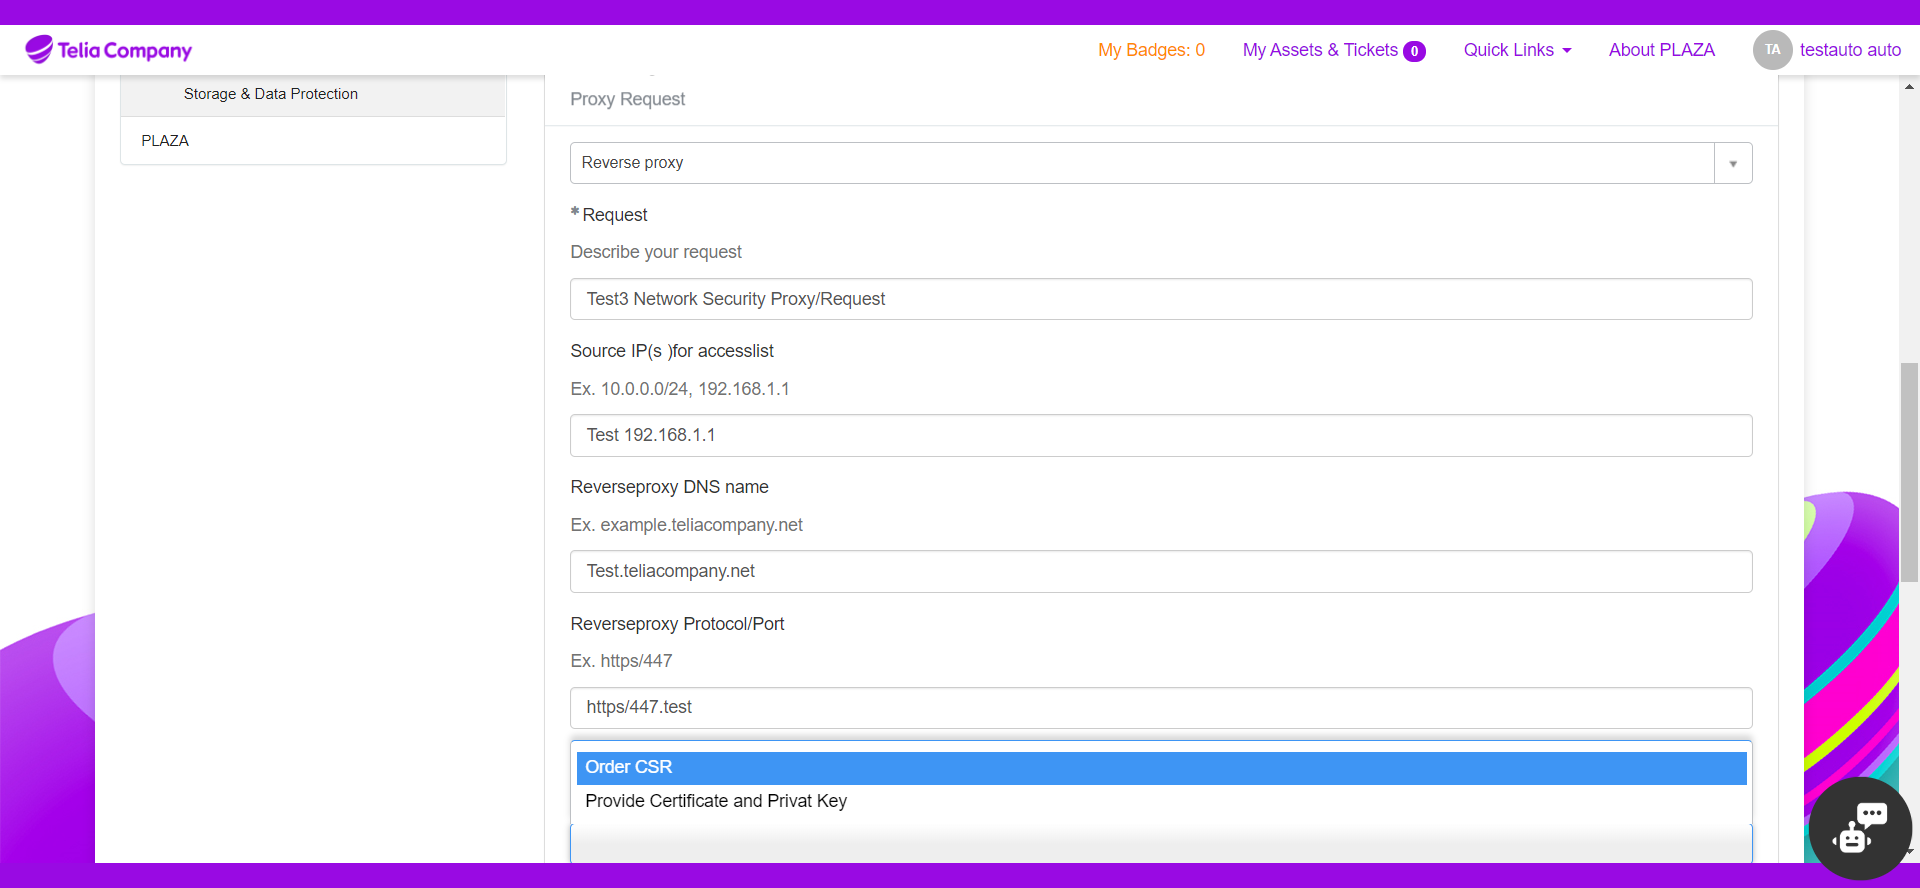 Telia Company
My Badges: 0
My Assets & Tickets 0
Quick Links
About PLAZA
TA
testauto auto
Storage & Data Protection
PLAZA
Proxy Request
Reverse proxy
* Request
Describe your request
Test3 Network Security Proxy/Request
Source IP(s )for accesslist
Ex. 10.0.0.0/24, 192.168.1.1
Test 192.168.1.1
Reverseproxy DNS name
Ex. example.teliacompany.net
Test.teliacompany.net
Reverseproxy Protocol/Port
Ex. https/447
https/447.test
Order CSR
Provide Certificate and Privat Key